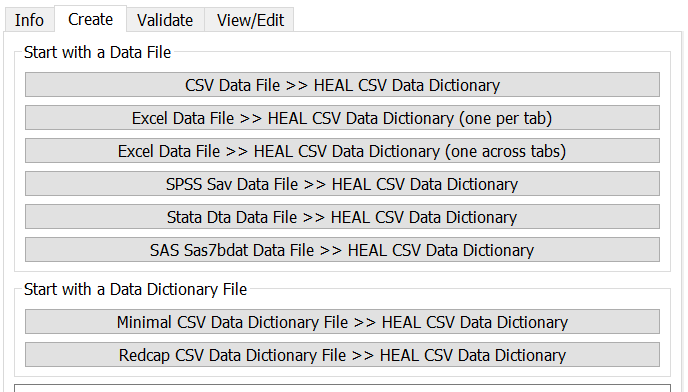 Info Create Validate View/Edit
Start with a Data File
CSV Data File >> HEAL CSV Data Dictionary
Excel Data File >> HEAL CSV Data Dictionary (one per tab)
Excel Data File >> HEAL CSV Data Dictionary (one across tabs)
SPSS Sav Data File >> HEAL CSV Data Dictionary
Stata Dta Data File >> HEAL CSV Data Dictionary
SAS Sas7bdat Data File >> HEAL CSV Data Dictionary
Start with a Data Dictionary File
Minimal CSV Data Dictionary File >> HEAL CSV Data Dictionary
Redcap CSV Data Dictionary File >> HEAL CSV Data Dictionary